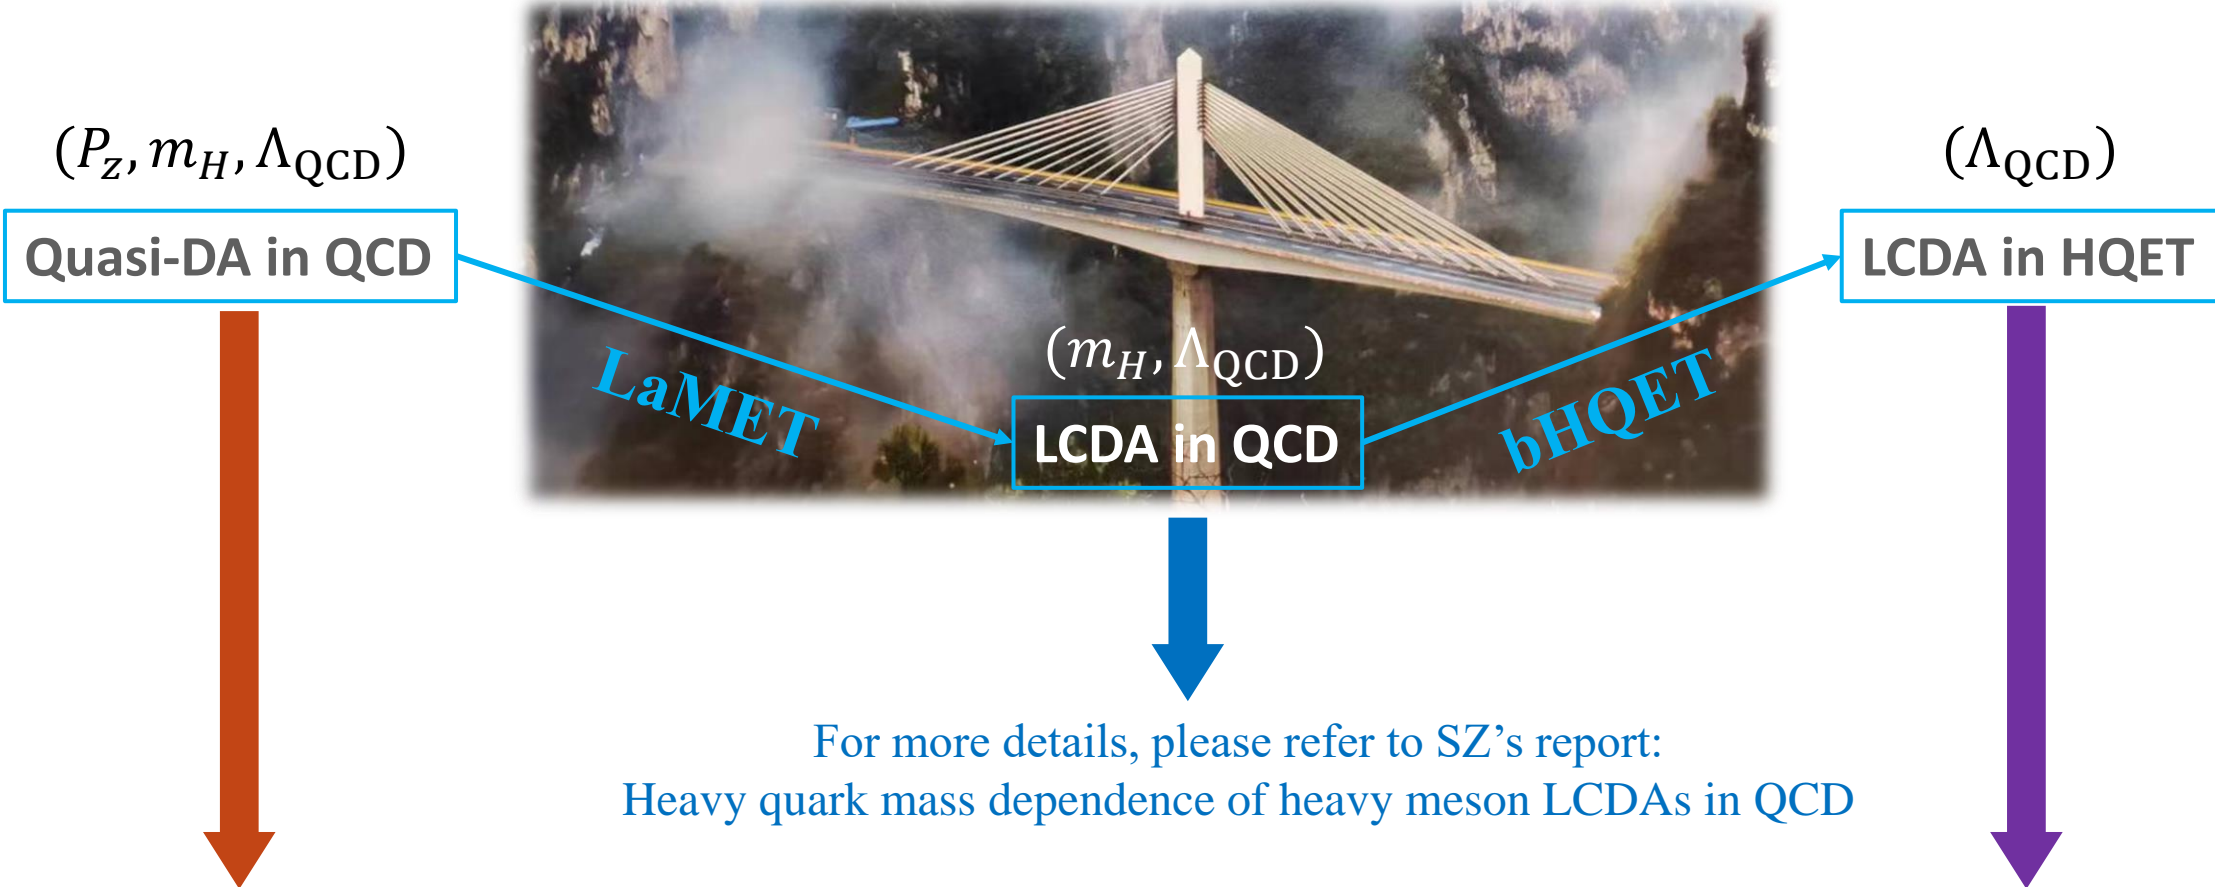 (P_z, m_H, Λ_QCD)
(Λ_QCD)
Quasi-DA in QCD
LCDA in HQET
(m_H, Λ_QCD)
LaMET
bHQET
LCDA in QCD
For more details, please refer to SZ’s report:
Heavy quark mass dependence of heavy meson LCDAs in QCD